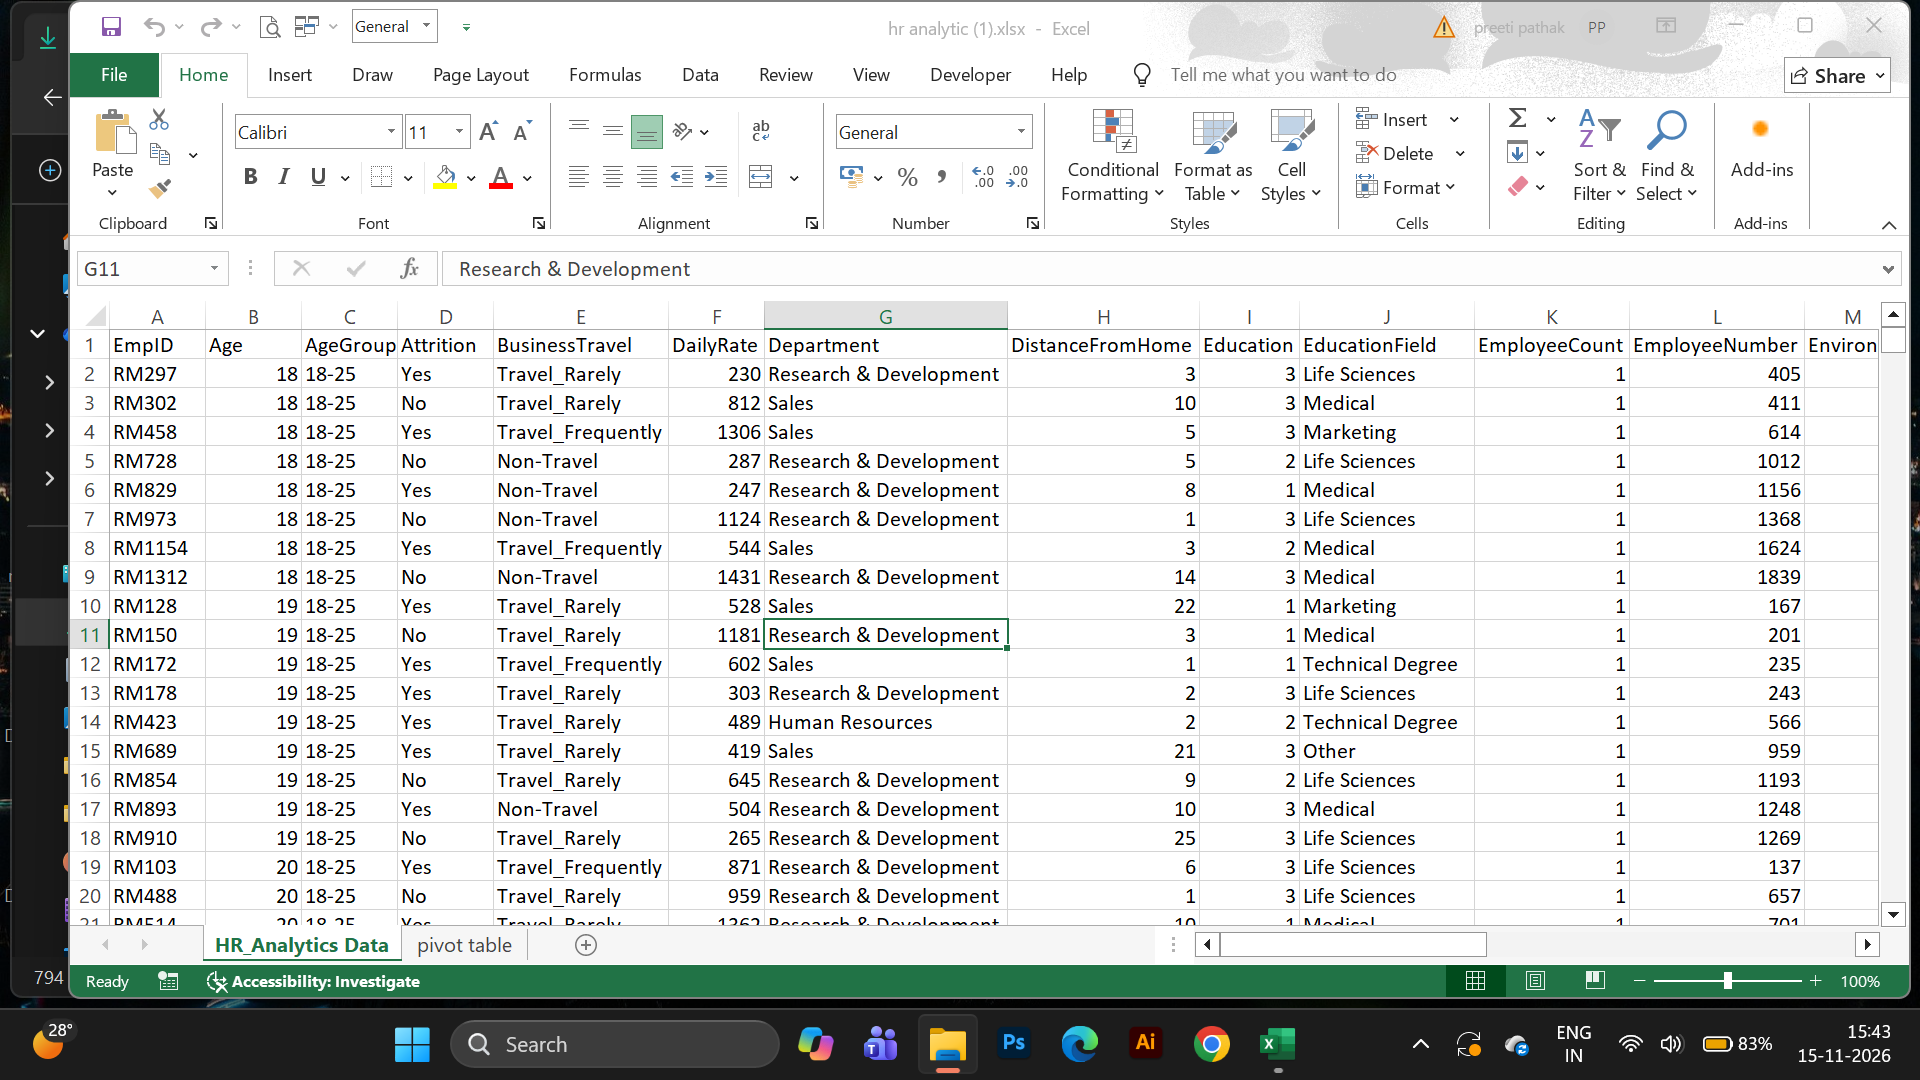 General
hr analytic (1).xlsx - Excel
preeti pathak PP
File Home Insert Draw Page Layout Formulas Data Review View Developer Help Tell me what you want to do Share
Paste
Clipboard
Calibri 11
B I U A
Font
ab
Alignment
General
% , .00
Number
Conditional Formatting
Format as Table
Cell Styles
Styles
Insert
Delete
Format
Cells
Sort & Filter
Find & Select
Editing
Add-ins
Add-ins
G11 fx Research & Development
A B C D E F G H I J K L M
1 EmpID Age AgeGroup Attrition BusinessTravel DailyRate Department DistanceFromHome Education EducationField EmployeeCount EmployeeNumber Environ
2 RM297 18 18-25 Yes Travel_Rarely 230 Research & Development 3 3 Life Sciences 1 405
3 RM302 18 18-25 No Travel_Rarely 812 Sales 10 3 Medical 1 411
4 RM458 18 18-25 Yes Travel_Frequently 1306 Sales 5 3 Marketing 1 614
5 RM728 18 18-25 No Non-Travel 287 Research & Development 5 2 Life Sciences 1 1012
6 RM829 18 18-25 Yes Non-Travel 247 Research & Development 8 1 Medical 1 1156
7 RM973 18 18-25 No Non-Travel 1124 Research & Development 1 3 Life Sciences 1 1368
8 RM1154 18 18-25 Yes Travel_Frequently 544 Sales 3 2 Medical 1 1624
9 RM1312 18 18-25 No Non-Travel 1431 Research & Development 14 3 Medical 1 1839
10 RM128 19 18-25 Yes Travel_Rarely 528 Sales 22 1 Marketing 1 167
11 RM150 19 18-25 No Travel_Rarely 1181 Research & Development 3 1 Medical 1 201
12 RM172 19 18-25 Yes Travel_Frequently 602 Sales 1 1 Technical Degree 1 235
13 RM178 19 18-25 Yes Travel_Rarely 303 Research & Development 2 3 Life Sciences 1 243
14 RM423 19 18-25 Yes Travel_Rarely 489 Human Resources 2 2 Technical Degree 1 566
15 RM689 19 18-25 Yes Travel_Rarely 419 Sales 21 3 Other 1 959
16 RM854 19 18-25 No Travel_Rarely 645 Research & Development 9 2 Life Sciences 1 1193
17 RM893 19 18-25 Yes Non-Travel 504 Research & Development 10 3 Medical 1 1248
18 RM910 19 18-25 No Travel_Rarely 265 Research & Development 25 3 Life Sciences 1 1269
19 RM103 20 18-25 Yes Travel_Frequently 871 Research & Development 6 3 Life Sciences 1 137
20 RM488 20 18-25 No Travel_Rarely 959 Research & Development 1 3 Life Sciences 1 657
21 RM514 20 18-25 Yes Travel_Rarely 1362 Research & Development 10 1 Medical 1 701
HR_Analytics Data pivot table
794 Ready Accessibility: Investigate 100%
28° Search Ps Ai ENG IN 83% 15:43 15-11-2026